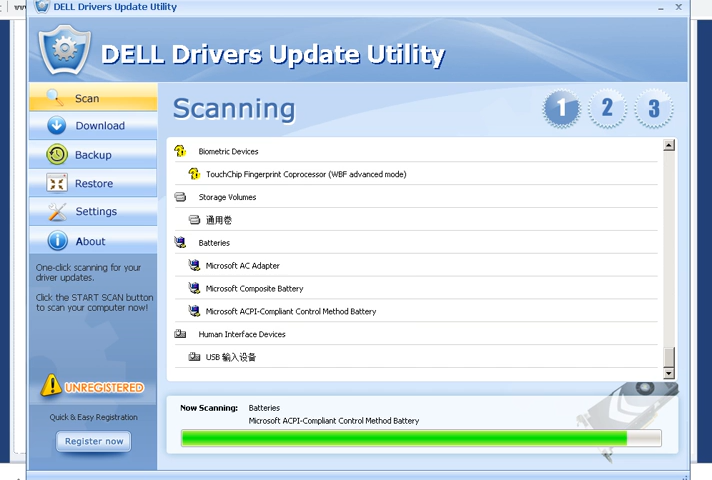 DELL Drivers Update Utility
DELL Drivers Update Utility
Scan
Download
Backup
Restore
Settings
About
One-click scanning for your
driver updates.
Click the START SCAN button
to scan your computer now!
UNREGISTERED
Quick & Easy Registration
Register now
Scanning
1 2 3
Biometric Devices
TouchChip Fingerprint Coprocessor (WBF advanced mode)
Storage Volumes
通用卷
Batteries
Microsoft AC Adapter
Microsoft Composite Battery
Microsoft ACPI-Compliant Control Method Battery
Human Interface Devices
USB 输入设备
Now Scanning: Batteries
Microsoft ACPI-Compliant Control Method Battery